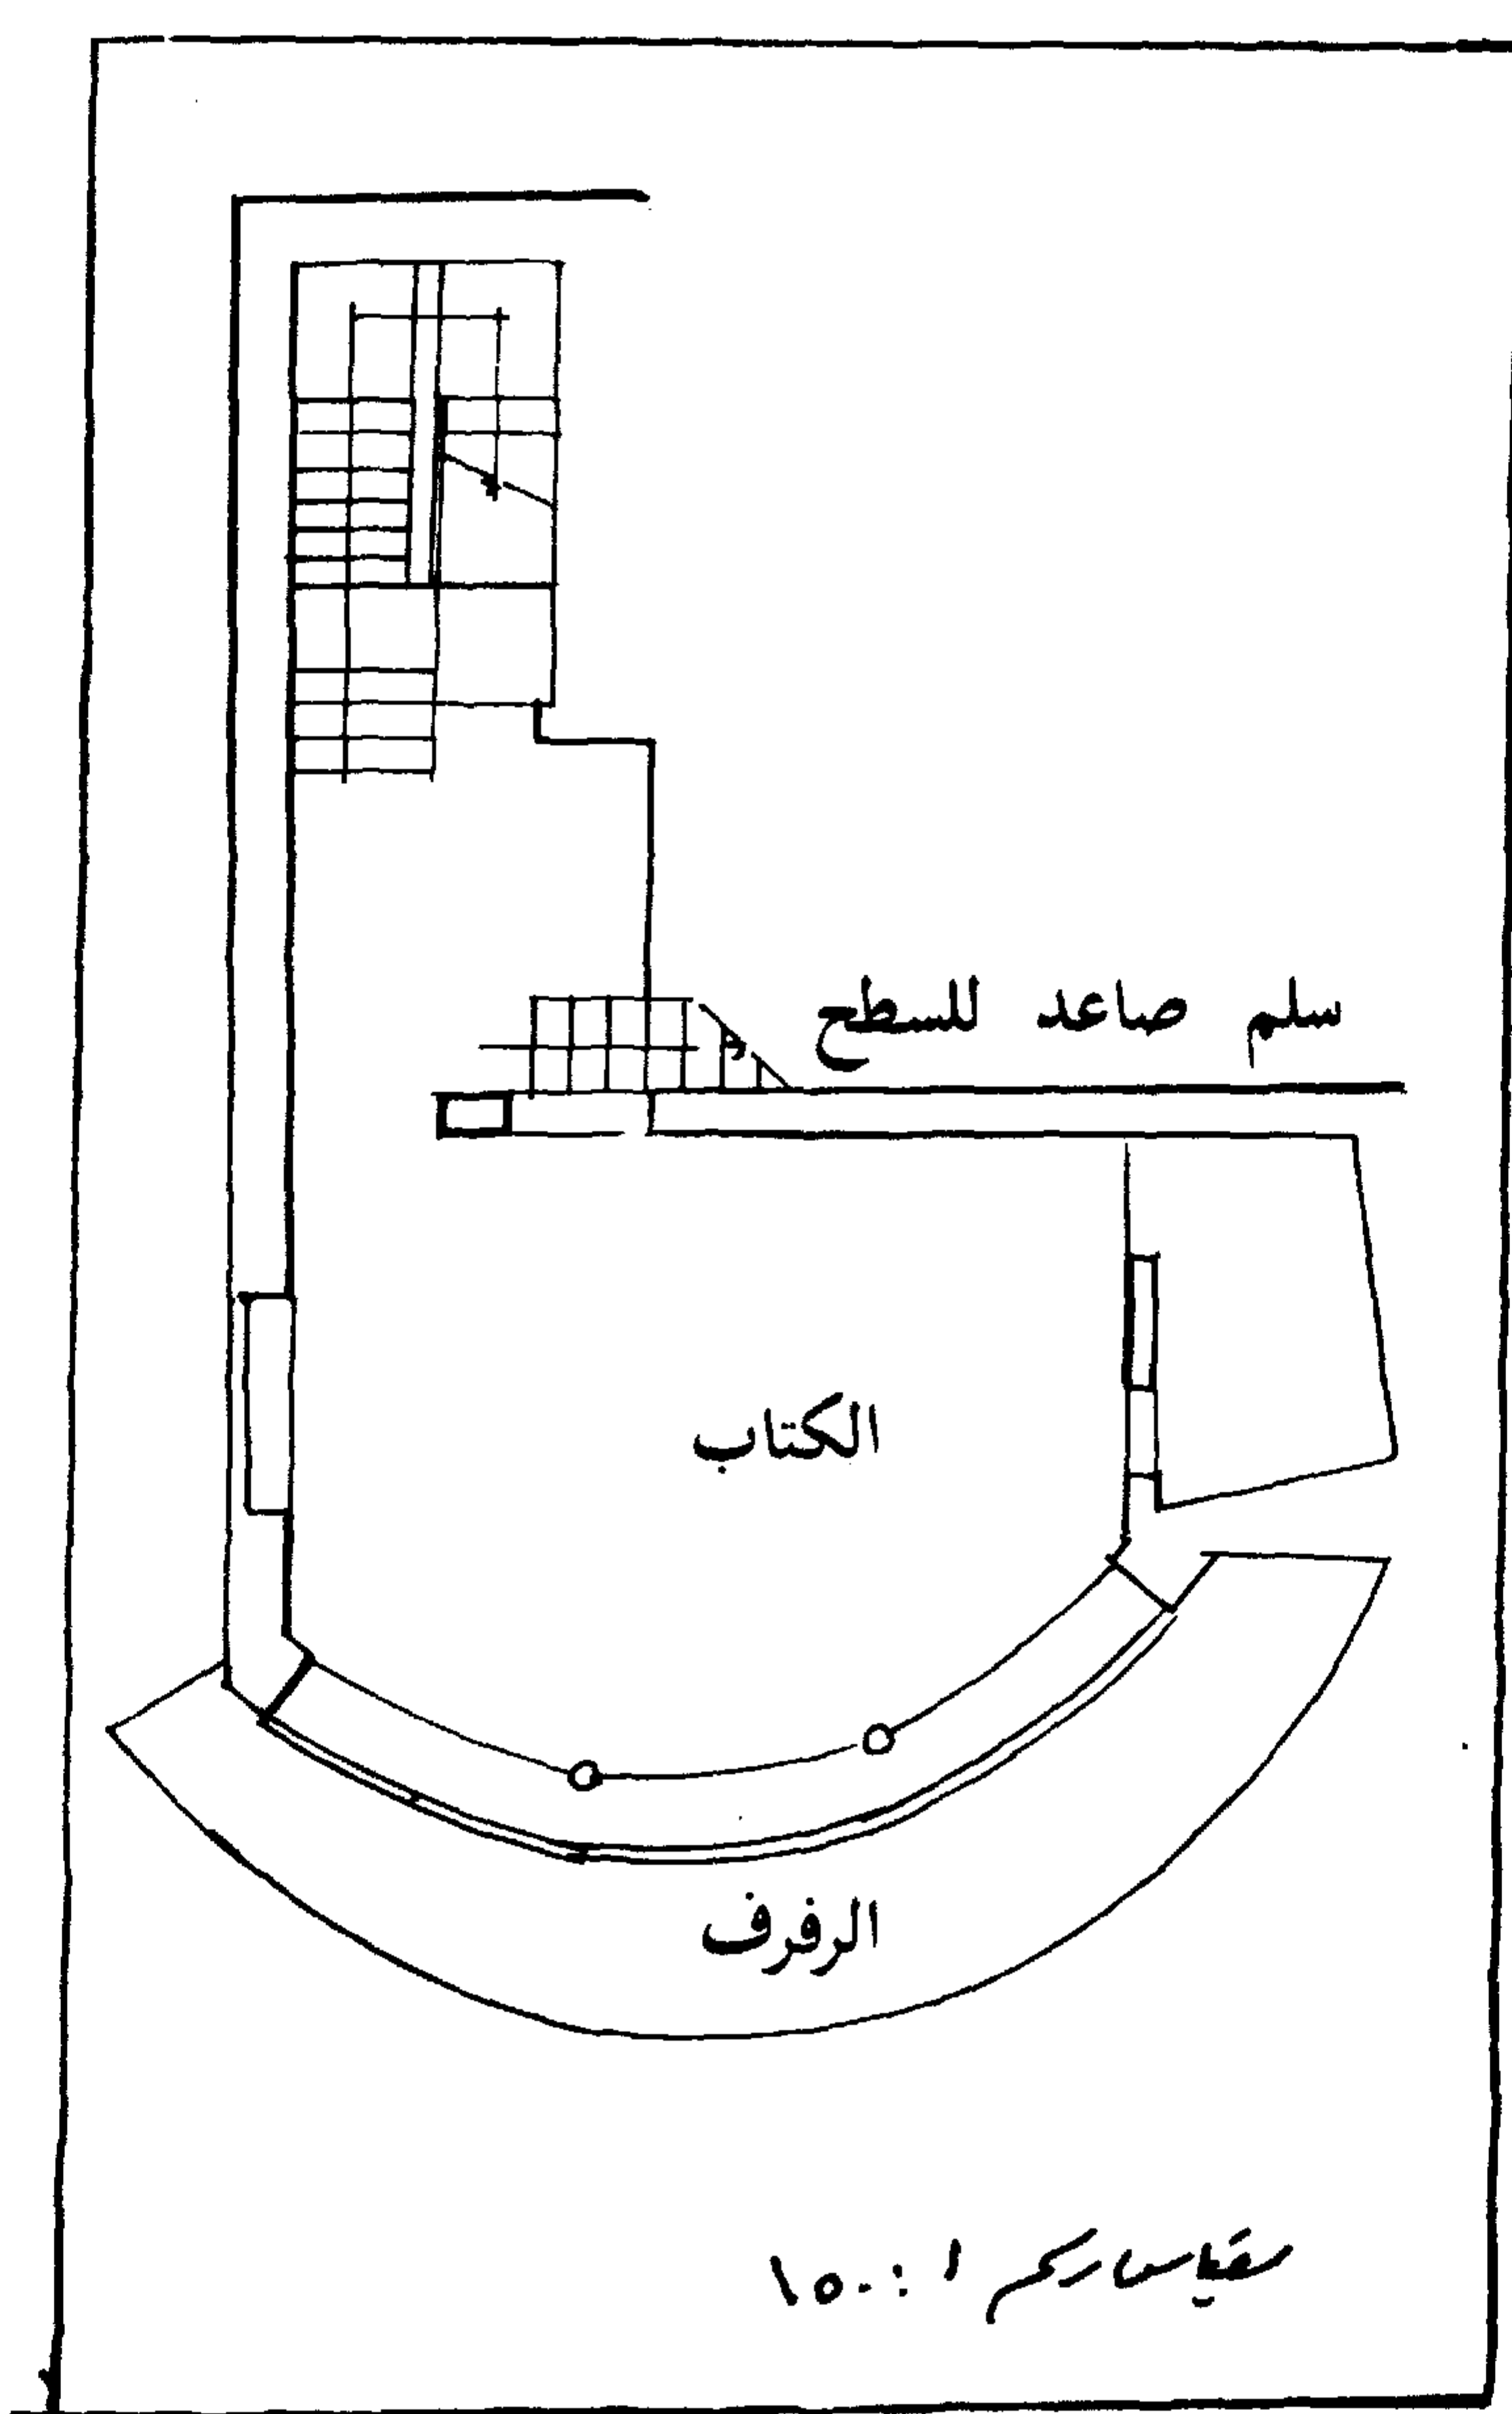 سلم صاعد للسطح
الكتاب
الرفرف
مقياس رسم ١ : ١٥٠